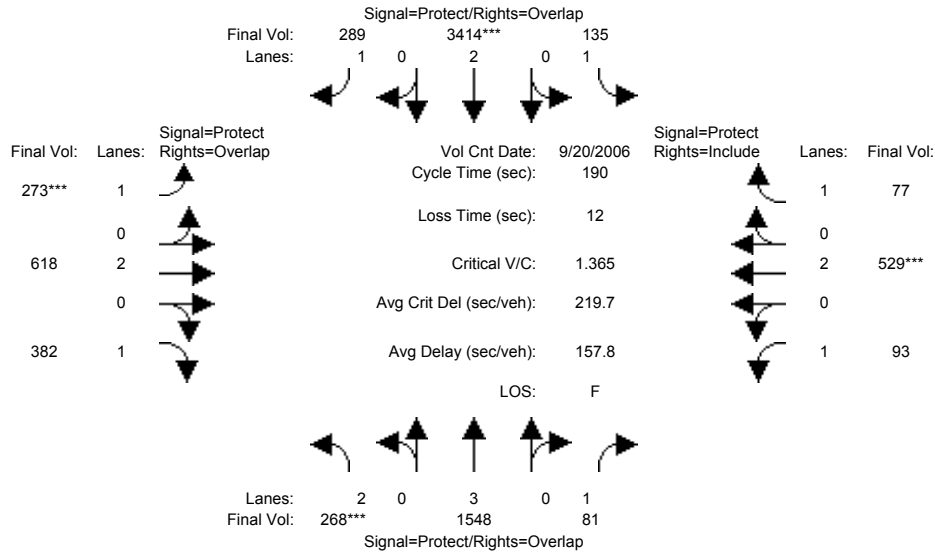 Signal=Protect/Rights=Overlap
Final Vol: 289 3414*** 135
Lanes: 1 0 2 0 1
Signal=Protect Signal=Protect
Final Vol: Lanes: Rights=Overlap Vol Cnt Date: 9/20/2006 Rights=Include Lanes: Final Vol:
Cycle Time (sec): 190
273*** 1 1 77
Loss Time (sec): 12
0 0
618 2 Critical V/C: 1.365 2 529***
0 Avg Crit Del (sec/veh): 219.7 0
382 1 Avg Delay (sec/veh): 157.8 1 93
LOS: F
Lanes: 2 0 3 0 1
Final Vol: 268*** 1548 81
Signal=Protect/Rights=Overlap